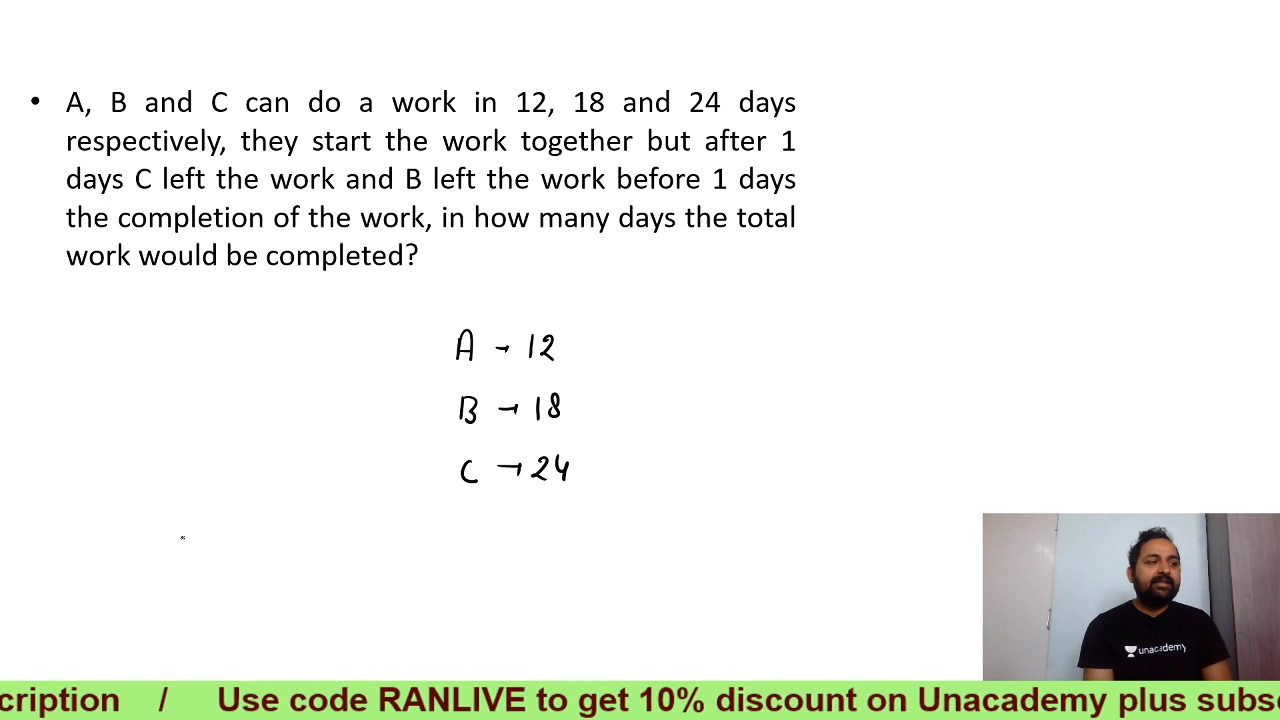 • A, B and C can do a work in 12, 18 and 24 days
respectively, they start the work together but after 1
days C left the work and B left the work before 1 days
the completion of the work, in how many days the total
work would be completed?
A → 12
B → 18
C → 24
unacademy
cription / Use code RANLIVE to get 10% discount on Unacademy plus subs